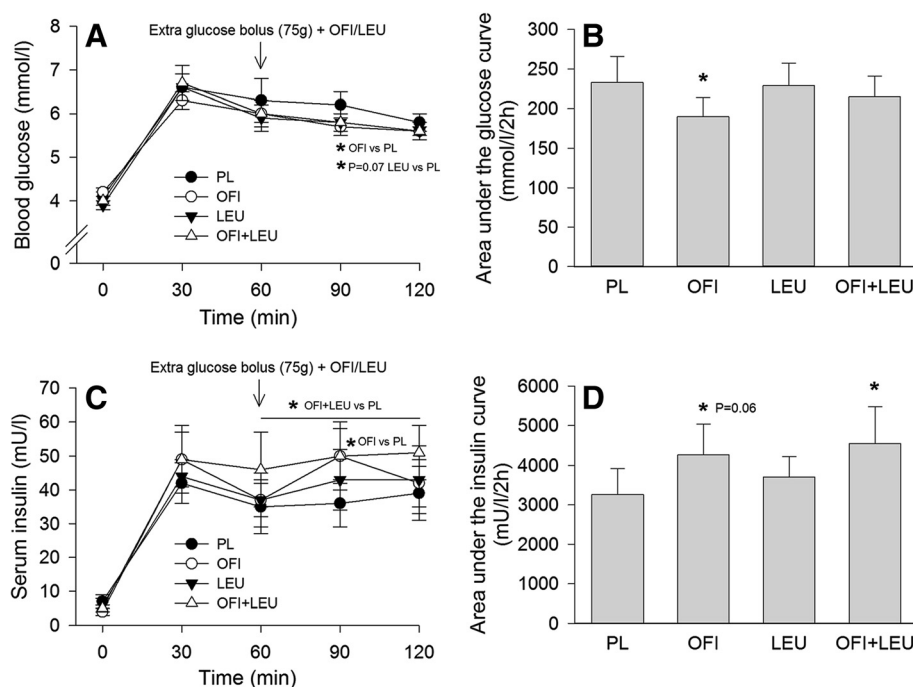 A
Extra glucose bolus (75g) + OFI/LEU
Blood glucose (mmol/l)
8
7
6
5
4
0
* OFI vs PL
* P=0.07 LEU vs PL
PL
OFI
LEU
OFI+LEU
0 30 60 90 120
Time (min)
B
Area under the glucose curve
(mmol/l/2h)
300
250
200
150
100
50
0
*
PL OFI LEU OFI+LEU
C
Extra glucose bolus (75g) + OFI/LEU
Serum insulin (mU/l)
70
60
50
40
30
20
10
0
* OFI+LEU vs PL
* OFI vs PL
PL
OFI
LEU
OFI+LEU
0 30 60 90 120
Time (min)
D
Area under the insulin curve
(mU/l/2h)
6000
5000
4000
3000
2000
1000
0
* P=0.06
*
PL OFI LEU OFI+LEU